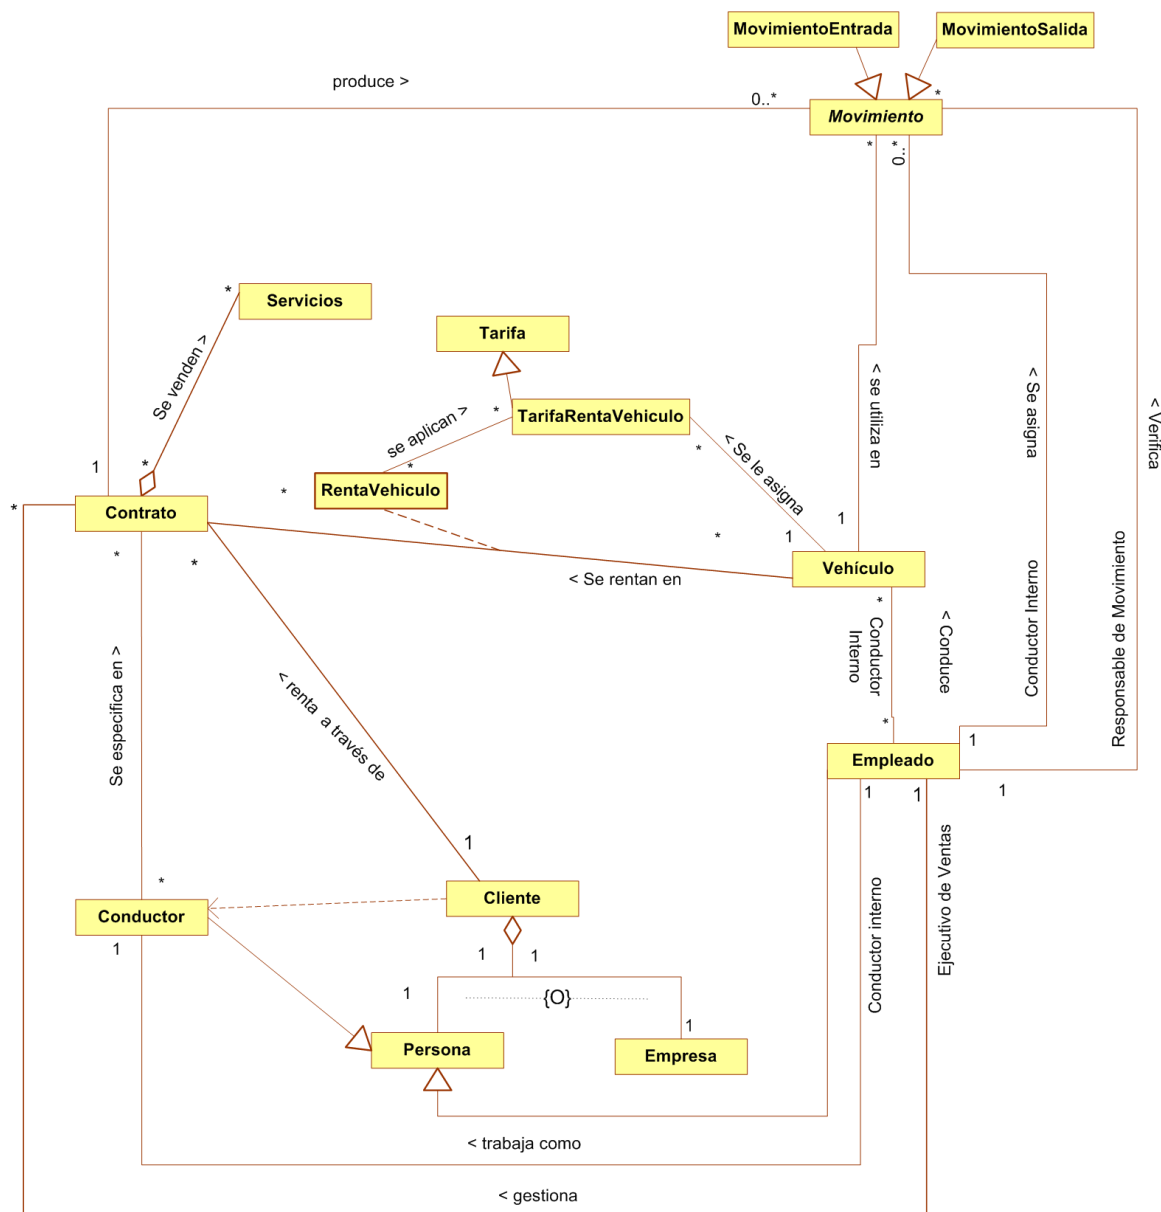 MovimientoEntrada
MovimientoSalida
produce >
0..*
*
Movimiento
*
0..*
Servicios
*
Tarifa
Se venden >
< se utiliza en
< Se asigna
< Verifica
TarifaRentaVehiculo
*
se aplican >
*
< Se le asigna
*
*
1
RentaVehiculo
*
Contrato
*
*
*
*
1
1
< Se rentan en
Vehículo
*
Conductor
Interno
< Conduce
Conductor Interno
Responsable de Movimiento
Se especifica en >
< renta a través de
*
1
Empleado
1
1
1
1
*
Cliente
Conductor
1
Conductor interno
Ejecutivo de Ventas
1
1
1
{O}
1
Persona
Empresa
< trabaja como
< gestiona